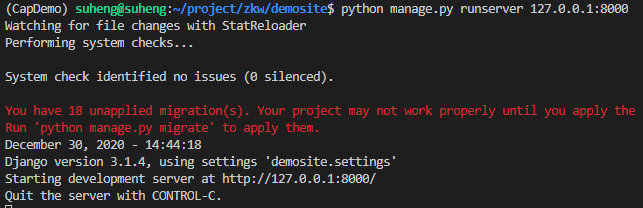 (CapDemo) suheng@suheng:~/project/zkw/demosite$ python manage.py runserver 127.0.0.1:8000
Watching for file changes with StatReloader
Performing system checks...
System check identified no issues (0 silenced).
You have 18 unapplied migration(s). Your project may not work properly until you apply the
Run 'python manage.py migrate' to apply them.
December 30, 2020 - 14:44:18
Django version 3.1.4, using settings 'demosite.settings'
Starting development server at http://127.0.0.1:8000/
Quit the server with CONTROL-C.